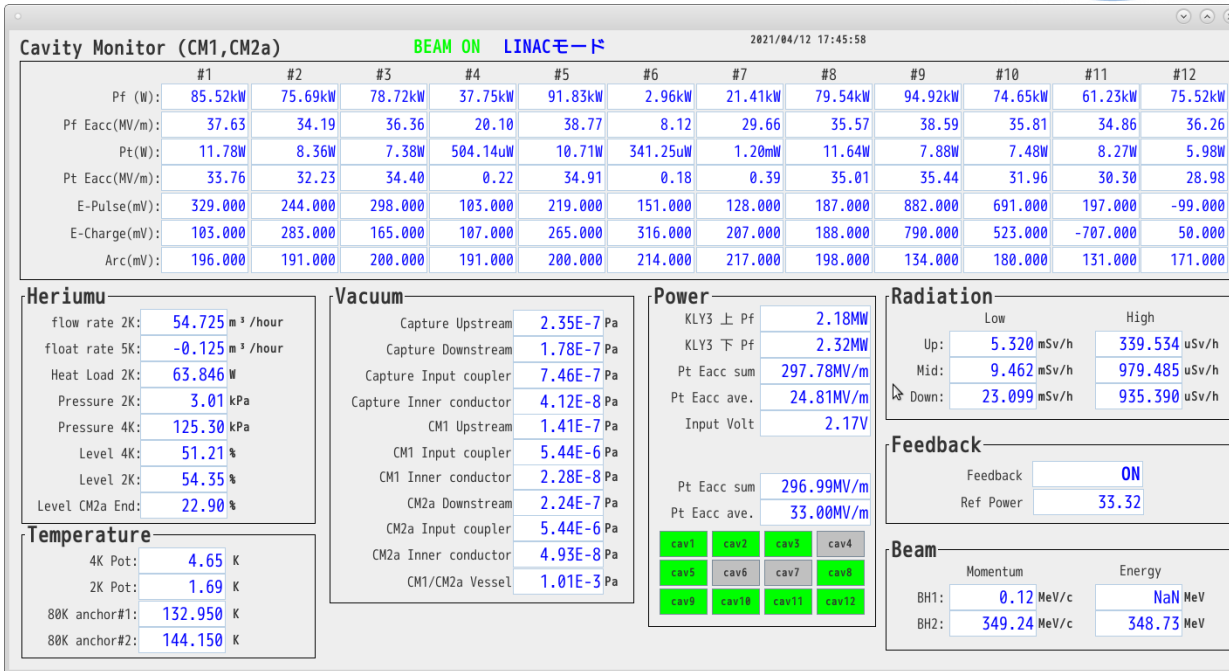 Cavity Monitor (CM1,CM2a) BEAM ON LINACモード 2021/04/12 17:45:58
#1 #2 #3 #4 #5 #6 #7 #8 #9 #10 #11 #12
Pf (W): 85.52kW 75.69kW 78.72kW 37.75kW 91.83kW 2.96kW 21.41kW 79.54kW 94.92kW 74.65kW 61.23kW 75.52kW
Pf Eacc(MV/m): 37.63 34.19 36.36 20.10 38.77 8.12 29.66 35.57 38.59 35.81 34.86 36.26
Pt(W): 11.78W 8.36W 7.38W 504.14uW 10.71W 341.25uW 1.20mW 11.64W 7.88W 7.48W 8.27W 5.98W
Pt Eacc(MV/m): 33.76 32.23 34.40 0.22 34.91 0.18 0.39 35.01 35.44 31.96 30.30 28.98
E-Pulse(mV): 329.000 244.000 298.000 103.000 219.000 151.000 128.000 187.000 882.000 691.000 197.000 -99.000
E-Charge(mV): 103.000 283.000 165.000 107.000 265.000 316.000 207.000 188.000 790.000 523.000 -707.000 50.000
Arc(mV): 196.000 191.000 200.000 191.000 200.000 214.000 217.000 198.000 134.000 180.000 131.000 171.000
Heriumu
flow rate 2K: 54.725 m³/hour
float rate 5K: -0.125 m³/hour
Heat Load 2K: 63.846 W
Pressure 2K: 3.01 kPa
Pressure 4K: 125.30 kPa
Level 4K: 51.21 %
Level 2K: 54.35 %
Level CM2a End: 22.90 %
Temperature
4K Pot: 4.65 K
2K Pot: 1.69 K
80K anchor#1: 132.950 K
80K anchor#2: 144.150 K
Vacuum
Capture Upstream 2.35E-7 Pa
Capture Downstream 1.78E-7 Pa
Capture Input coupler 7.46E-7 Pa
Capture Inner conductor 4.12E-8 Pa
CM1 Upstream 1.41E-7 Pa
CM1 Input coupler 5.44E-6 Pa
CM1 Inner conductor 2.28E-8 Pa
CM2a Downstream 2.24E-7 Pa
CM2a Input coupler 5.44E-6 Pa
CM2a Inner conductor 4.93E-8 Pa
CM1/CM2a Vessel 1.01E-3 Pa
Power
KLY3 上 Pf 2.18MW
KLY3 下 Pf 2.32MW
Pt Eacc sum 297.78MV/m
Pt Eacc ave. 24.81MV/m
Input Volt 2.17V
Pt Eacc sum 296.99MV/m
Pt Eacc ave. 33.00MV/m
cav1 cav2 cav3 cav4
cav5 cav6 cav7 cav8
cav9 cav10 cav11 cav12
Radiation
Low High
Up: 5.320 mSv/h 339.534 uSv/h
Mid: 9.462 mSv/h 979.485 uSv/h
Down: 23.099 mSv/h 935.390 uSv/h
Feedback
Feedback ON
Ref Power 33.32
Beam
Momentum Energy
BH1: 0.12 MeV/c NaN MeV
BH2: 349.24 MeV/c 348.73 MeV